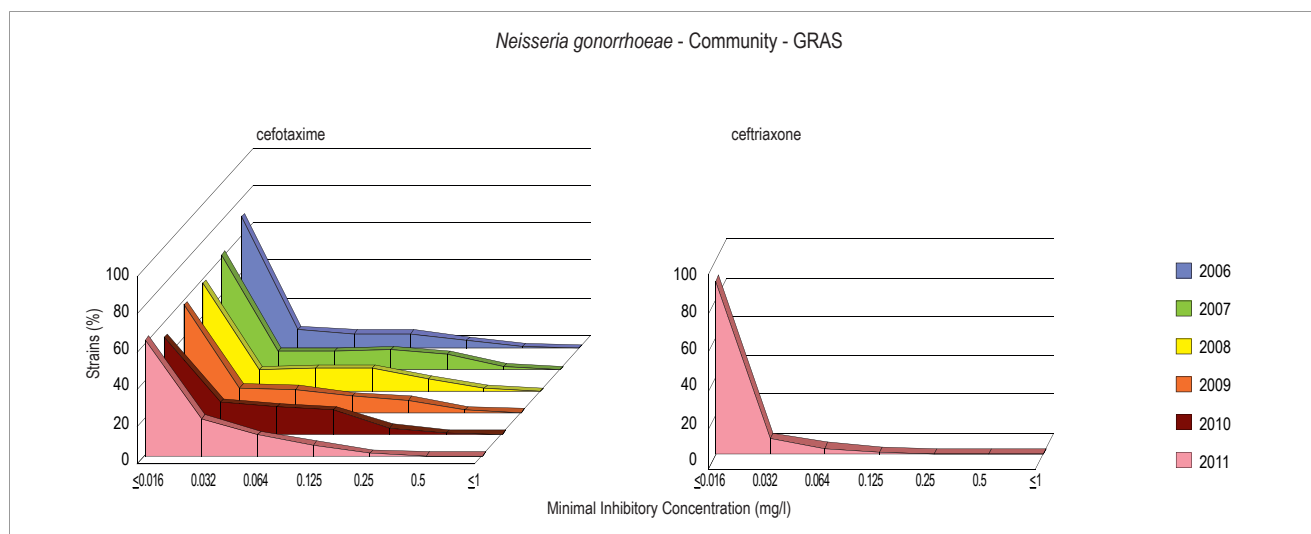 Neisseria gonorrhoeae - Community - GRAS
cefotaxime
100
80
60
40
20
0
Strains (%)
≤0.016 0.032 0.064 0.125 0.25 0.5 ≤1
ceftriaxone
100
80
60
40
20
0
≤0.016 0.032 0.064 0.125 0.25 0.5 ≤1
Minimal Inhibitory Concentration (mg/l)
2006
2007
2008
2009
2010
2011